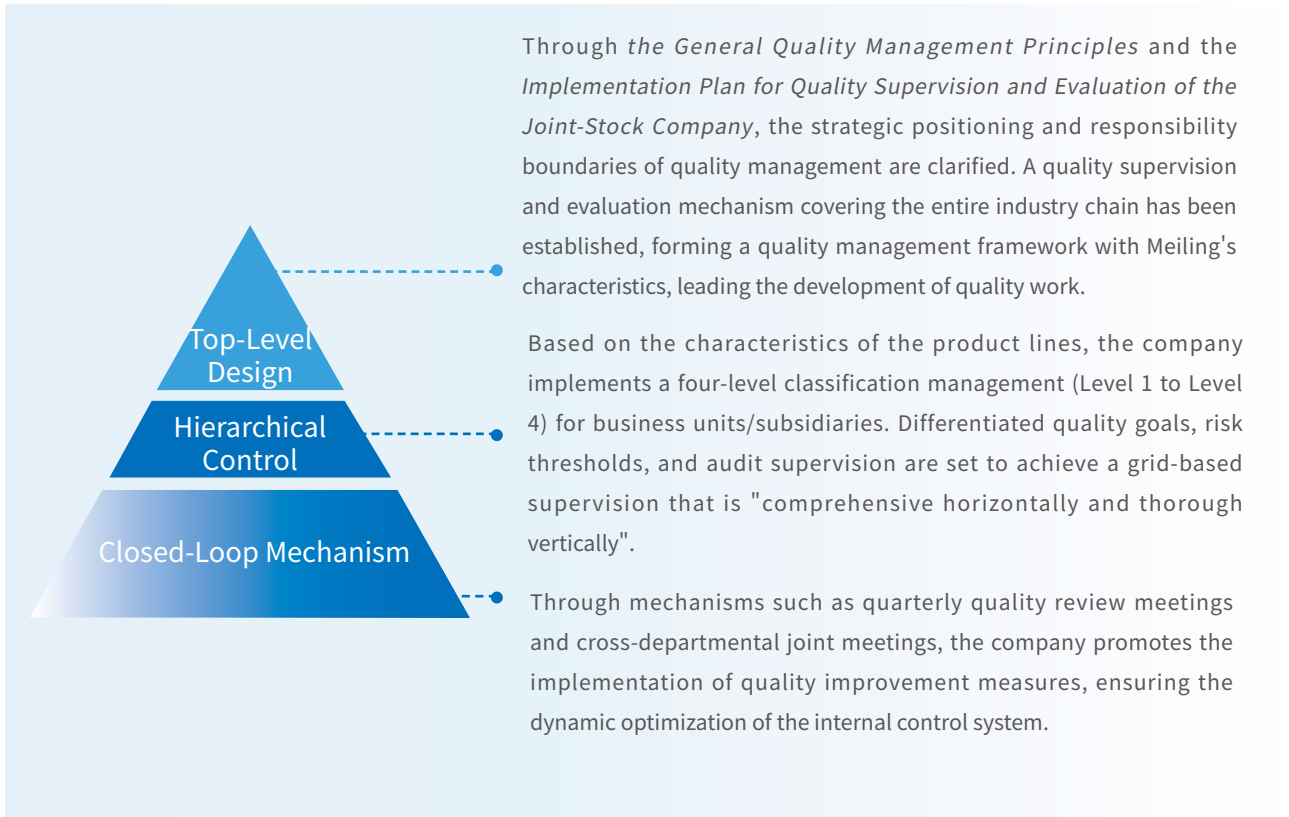 Through the General Quality Management Principles and the
Implementation Plan for Quality Supervision and Evaluation of the
Joint-Stock Company, the strategic positioning and responsibility
boundaries of quality management are clarified. A quality supervision
and evaluation mechanism covering the entire industry chain has been
established, forming a quality management framework with Meiling's
characteristics, leading the development of quality work.
Top-Level
Design
Based on the characteristics of the product lines, the company
implements a four-level classification management (Level 1 to Level
4) for business units/subsidiaries. Differentiated quality goals, risk
thresholds, and audit supervision are set to achieve a grid-based
supervision that is "comprehensive horizontally and thorough
vertically".
Hierarchical
Control
Closed-Loop Mechanism
Through mechanisms such as quarterly quality review meetings
and cross-departmental joint meetings, the company promotes the
implementation of quality improvement measures, ensuring the
dynamic optimization of the internal control system.